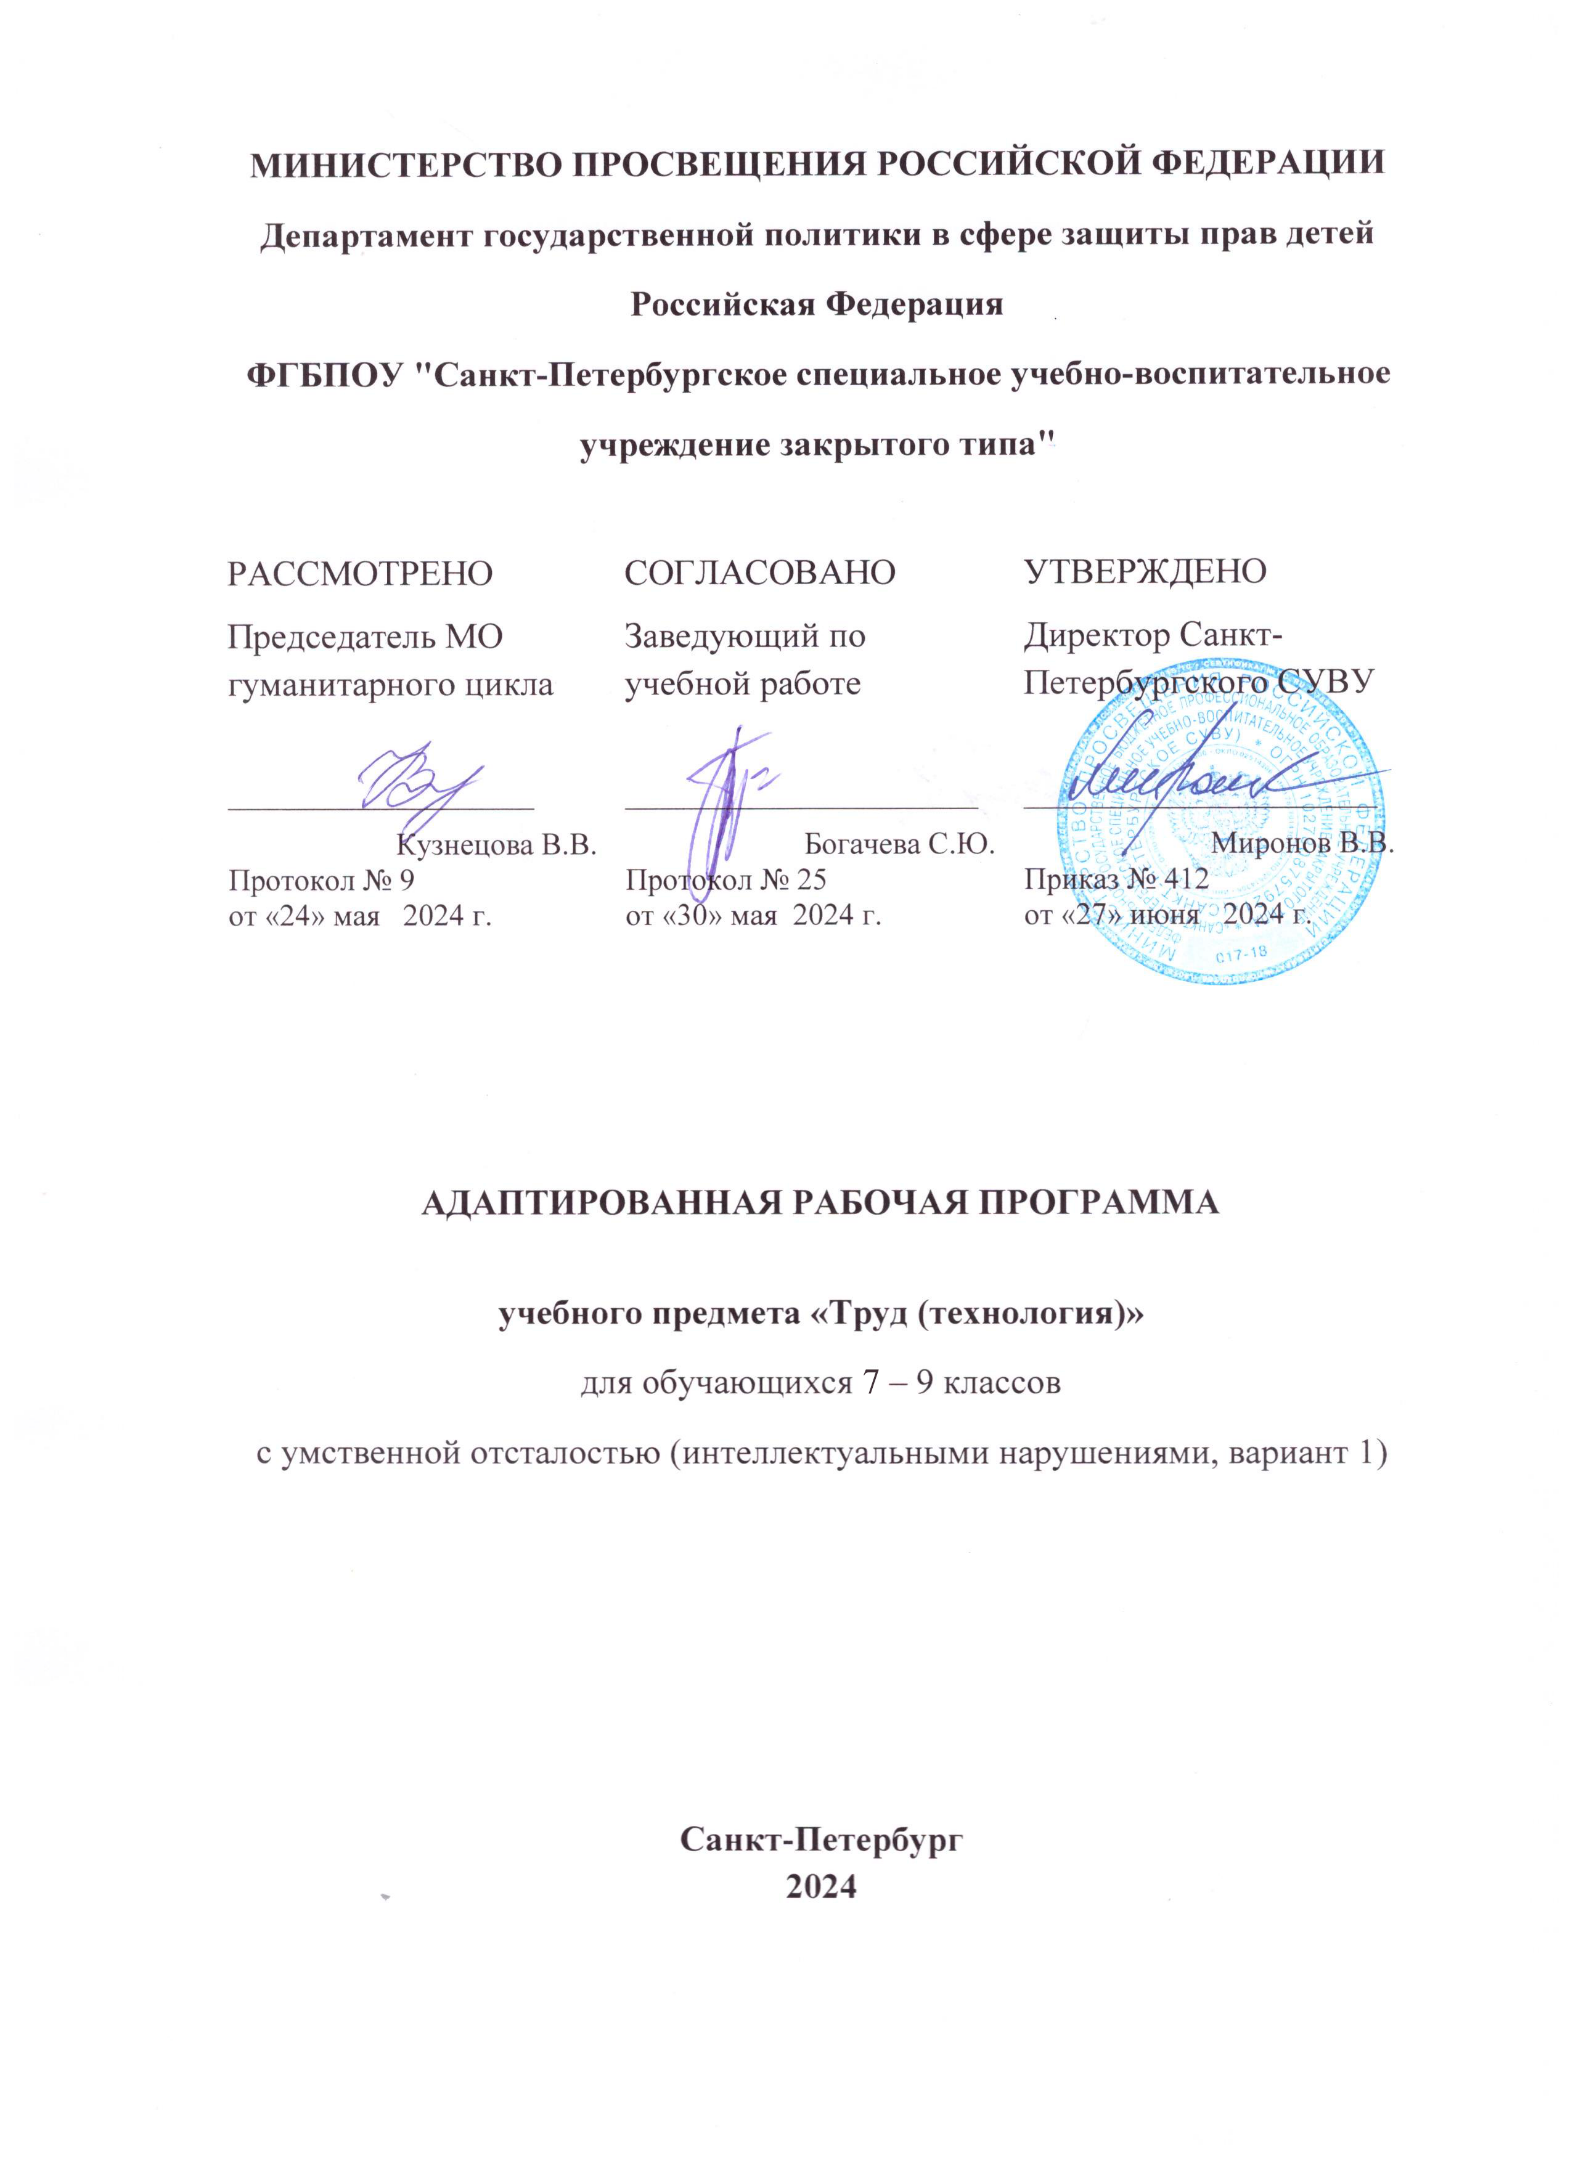 МИНИСТЕРСТВО ПРОСВЕЩЕНИЯ РОССИЙСКОЙ ФЕДЕРАЦИИ
Департамент государственной политики в сфере защиты прав детей
Российская Федерация
ФГБПОУ "Санкт-Петербургское специальное учебно-воспитательное
учреждение закрытого типа"
РАССМОТРЕНО
Председатель МО
гуманитарного цикла
Кузнецова В.В.
Протокол № 9
от «24» мая 2024 г.
СОГЛАСОВАНО
Заведующий по
учебной работе
Богачева С.Ю.
Протокол № 25
от «30» мая 2024 г.
УТВЕРЖДЕНО
Директор Санкт-
Петербургского СУВУ
Миронов В.В.
Приказ № 412
от «27» июня 2024 г.
С17-18
АДАПТИРОВАННАЯ РАБОЧАЯ ПРОГРАММА
учебного предмета «Труд (технология)»
для обучающихся 7 – 9 классов
с умственной отсталостью (интеллектуальными нарушениями, вариант 1)
Санкт-Петербург
2024